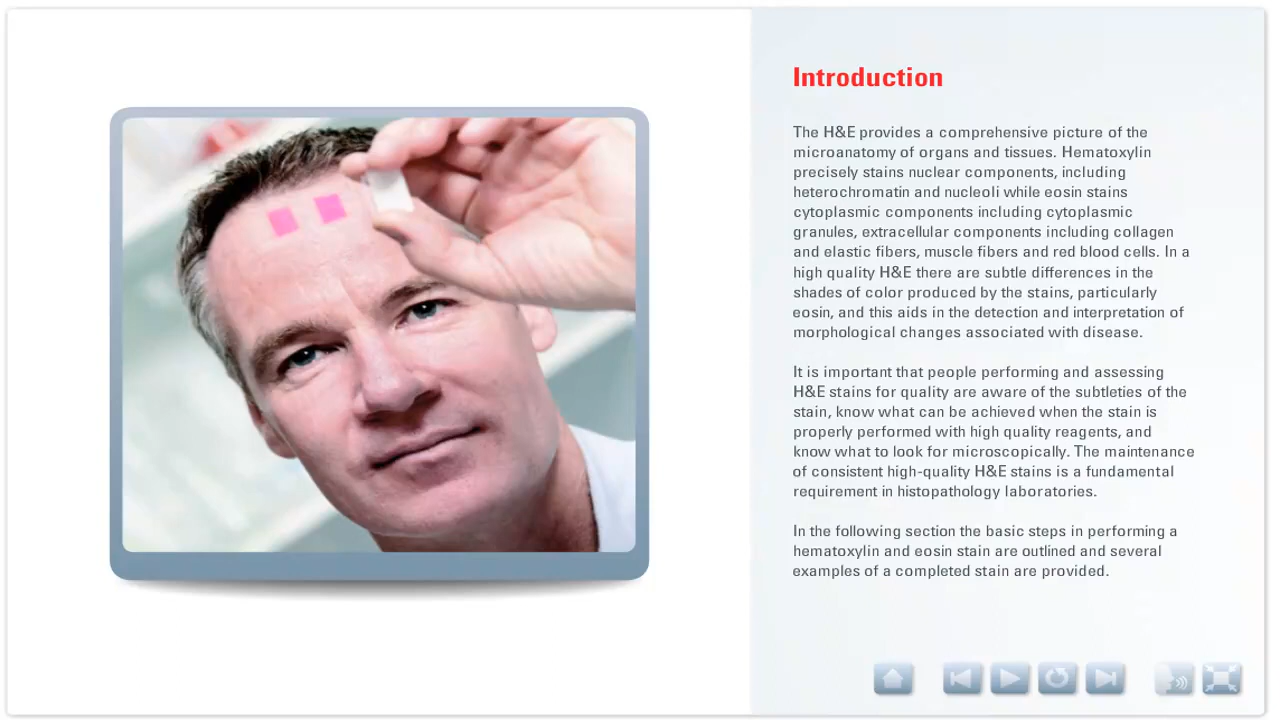 Introduction
The H&E provides a comprehensive picture of the
microanatomy of organs and tissues. Hematoxylin
precisely stains nuclear components, including
heterochromatin and nucleoli while eosin stains
cytoplasmic components including cytoplasmic
granules, extracellular components including collagen
and elastic fibers, muscle fibers and red blood cells. In a
high quality H&E there are subtle differences in the
shades of color produced by the stains, particularly
eosin, and this aids in the detection and interpretation of
morphological changes associated with disease.
It is important that people performing and assessing
H&E stains for quality are aware of the subtleties of the
stain, know what can be achieved when the stain is
properly performed with high quality reagents, and
know what to look for microscopically. The maintenance
of consistent high-quality H&E stains is a fundamental
requirement in histopathology laboratories.
In the following section the basic steps in performing a
hematoxylin and eosin stain are outlined and several
examples of a completed stain are provided.